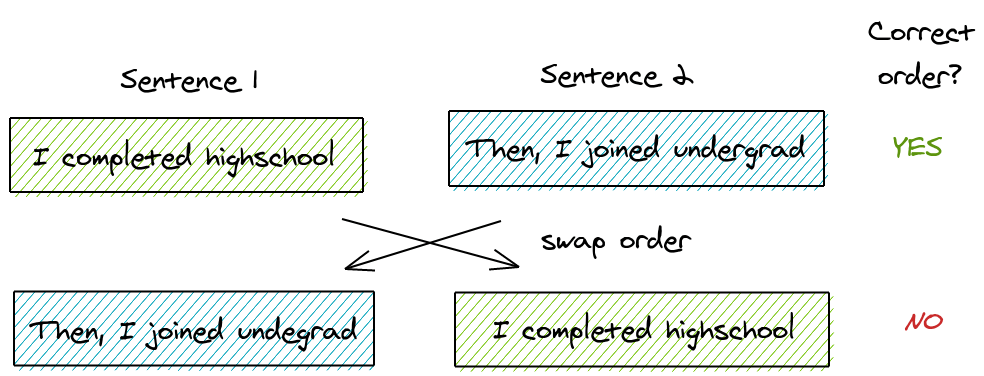 Correct
order?
Sentence 1
Sentence 2
I completed highschool
Then, I joined undergrad
YES
swap order
Then, I joined undegrad
I completed highschool
NO